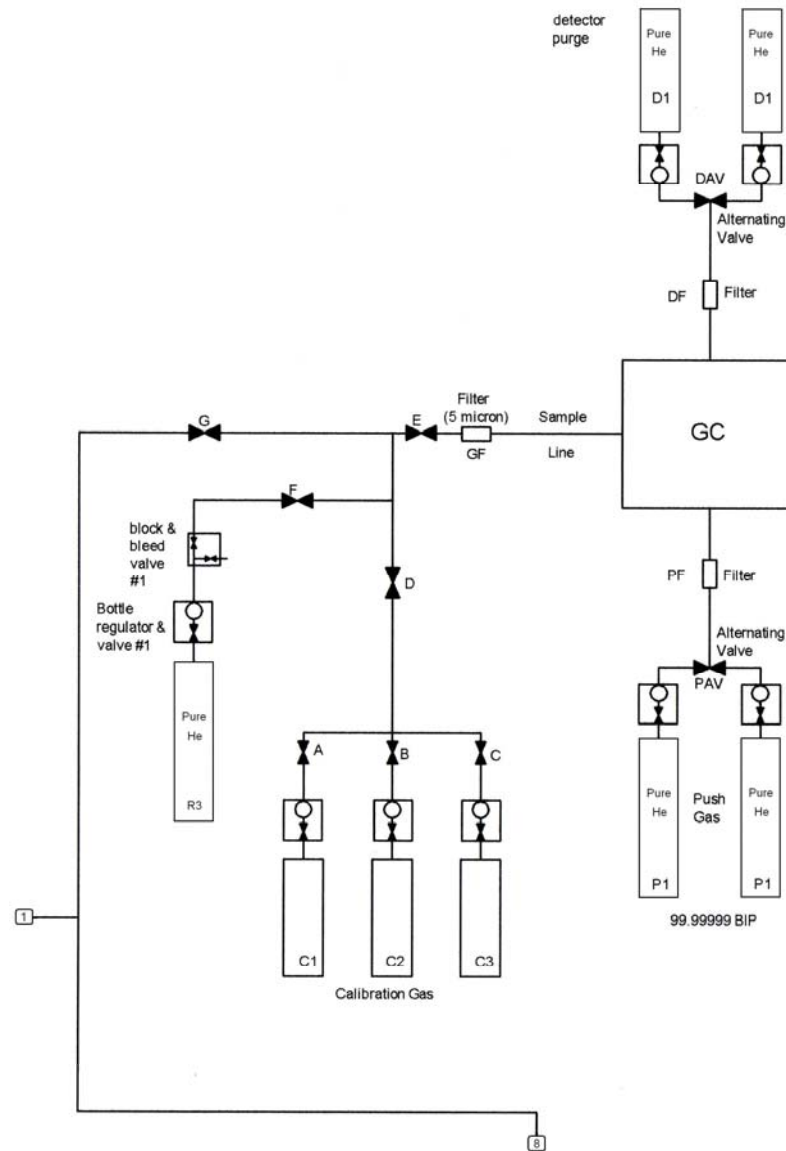 detector
purge
Pure
He
D1
Pure
He
D1
DAV
Alternating
Valve
DF
Filter
GC
G
E
Filter
(5 micron)
GF
Sample
Line
F
block &
bleed
valve
#1
D
PF
Filter
Bottle
regulator &
valve #1
Alternating
Valve
PAV
Pure
He
R3
A
B
C
Pure
He
P1
Push
Gas
Pure
He
P1
99.99999 BIP
1
C1
C2
C3
Calibration Gas
8